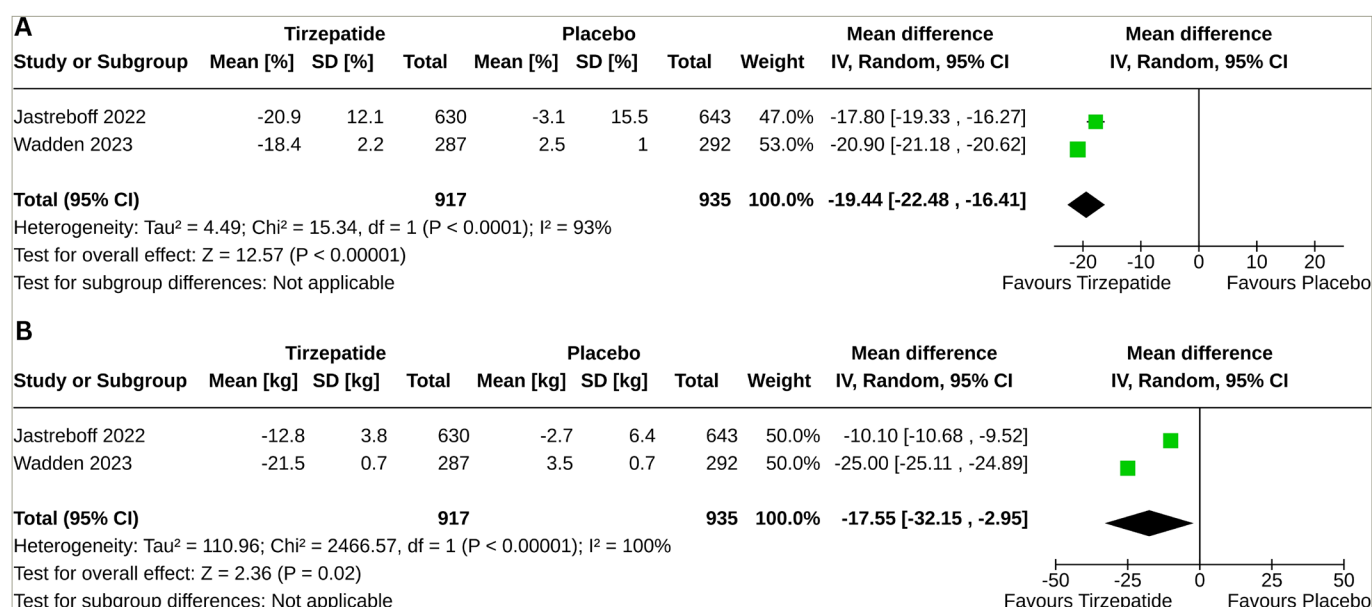 A
Tirzepatide Placebo Mean difference Mean difference
Study or Subgroup Mean [%] SD [%] Total Mean [%] SD [%] Total Weight IV, Random, 95% CI IV, Random, 95% CI
Jastreboff 2022 -20.9 12.1 630 -3.1 15.5 643 47.0% -17.80 [-19.33 , -16.27]
Wadden 2023 -18.4 2.2 287 2.5 1 292 53.0% -20.90 [-21.18 , -20.62]
Total (95% CI) 917 935 100.0% -19.44 [-22.48 , -16.41]
Heterogeneity: Tau² = 4.49; Chi² = 15.34, df = 1 (P < 0.0001); I² = 93%
Test for overall effect: Z = 12.57 (P < 0.00001)
-20 -10 0 10 20
Test for subgroup differences: Not applicable
Favours Tirzepatide Favours Placebo
B
Tirzepatide Placebo Mean difference Mean difference
Study or Subgroup Mean [kg] SD [kg] Total Mean [kg] SD [kg] Total Weight IV, Random, 95% CI IV, Random, 95% CI
Jastreboff 2022 -12.8 3.8 630 -2.7 6.4 643 50.0% -10.10 [-10.68 , -9.52]
Wadden 2023 -21.5 0.7 287 3.5 0.7 292 50.0% -25.00 [-25.11 , -24.89]
Total (95% CI) 917 935 100.0% -17.55 [-32.15 , -2.95]
Heterogeneity: Tau² = 110.96; Chi² = 2466.57, df = 1 (P < 0.00001); I² = 100%
Test for overall effect: Z = 2.36 (P = 0.02)
-50 -25 0 25 50
Test for subgroup differences: Not applicable
Favours Tirzepatide Favours Placebo